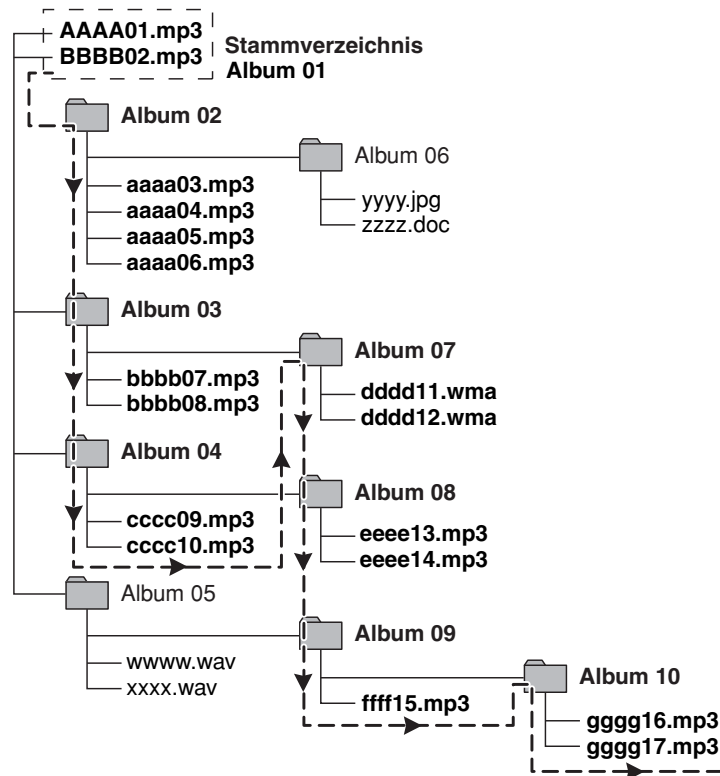 AAAA01.mp3
BBBB02.mp3
Stammverzeichnis
Album 01
Album 02
Album 06
aaaa03.mp3
aaaa04.mp3
aaaa05.mp3
aaaa06.mp3
yyyy.jpg
zzzz.doc
Album 03
Album 07
bbbb07.mp3
bbbb08.mp3
dddd11.wma
dddd12.wma
Album 04
Album 08
cccc09.mp3
cccc10.mp3
eeee13.mp3
eeee14.mp3
Album 05
Album 09
wwww.wav
xxxx.wav
ffff15.mp3
Album 10
gggg16.mp3
gggg17.mp3